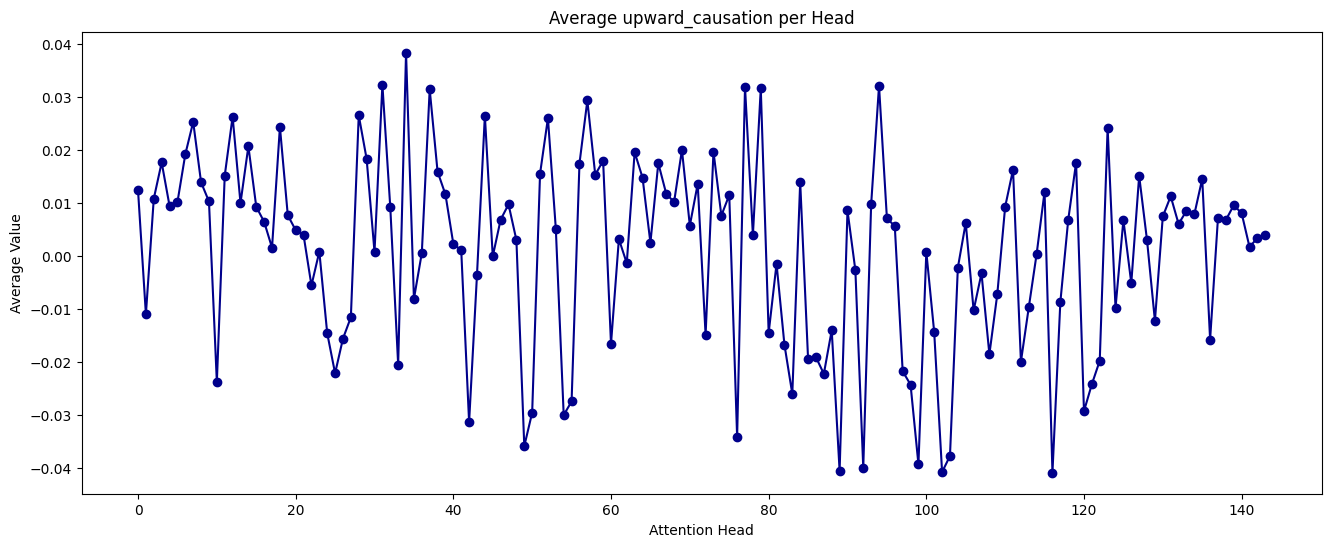 Average upward_causation per Head
0.04
0.03
0.02
0.01
0.00
−0.01
−0.02
−0.03
−0.04
Average Value
0 20 40 60 80 100 120 140
Attention Head